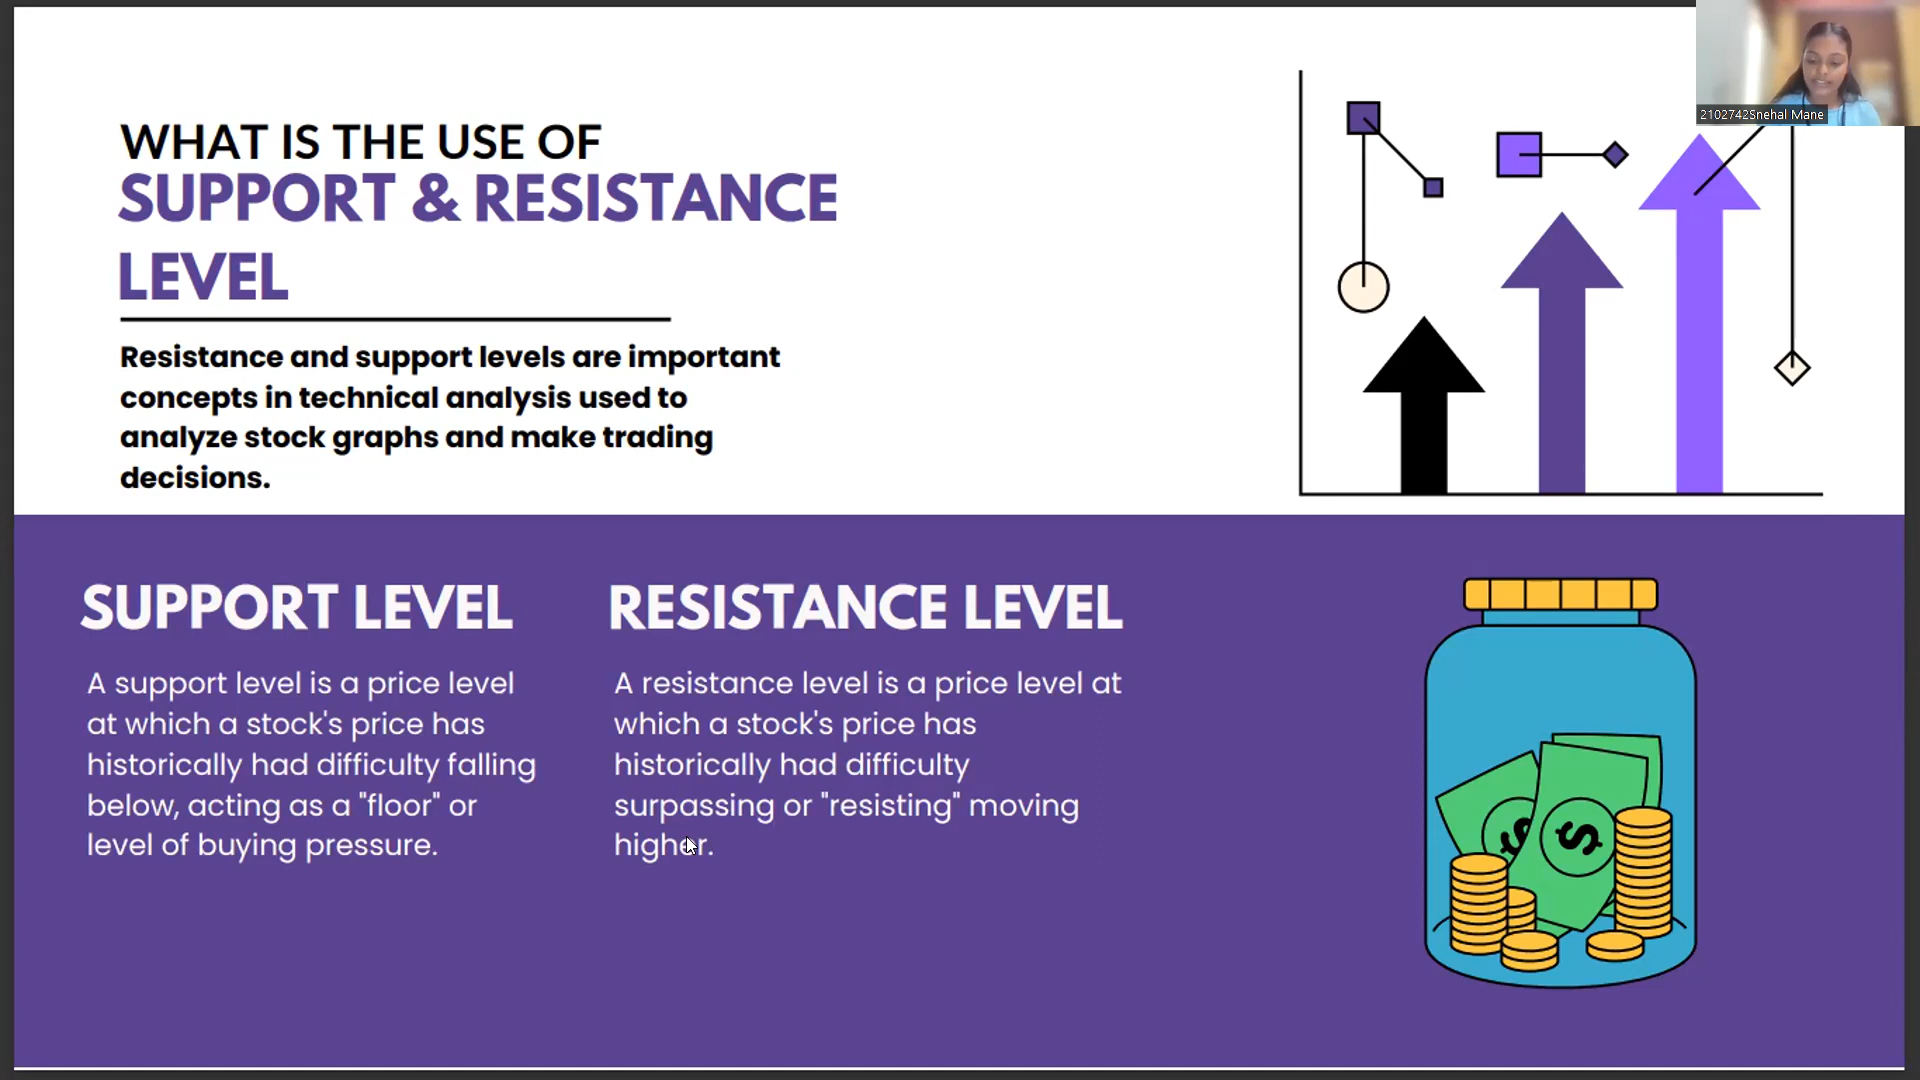 2102742Snehal Mane
WHAT IS THE USE OF
SUPPORT & RESISTANCE
LEVEL
Resistance and support levels are important
concepts in technical analysis used to
analyze stock graphs and make trading
decisions.
SUPPORT LEVEL
A support level is a price level
at which a stock's price has
historically had difficulty falling
below, acting as a "floor" or
level of buying pressure.
RESISTANCE LEVEL
A resistance level is a price level at
which a stock's price has
historically had difficulty
surpassing or "resisting" moving
higher.
$
$